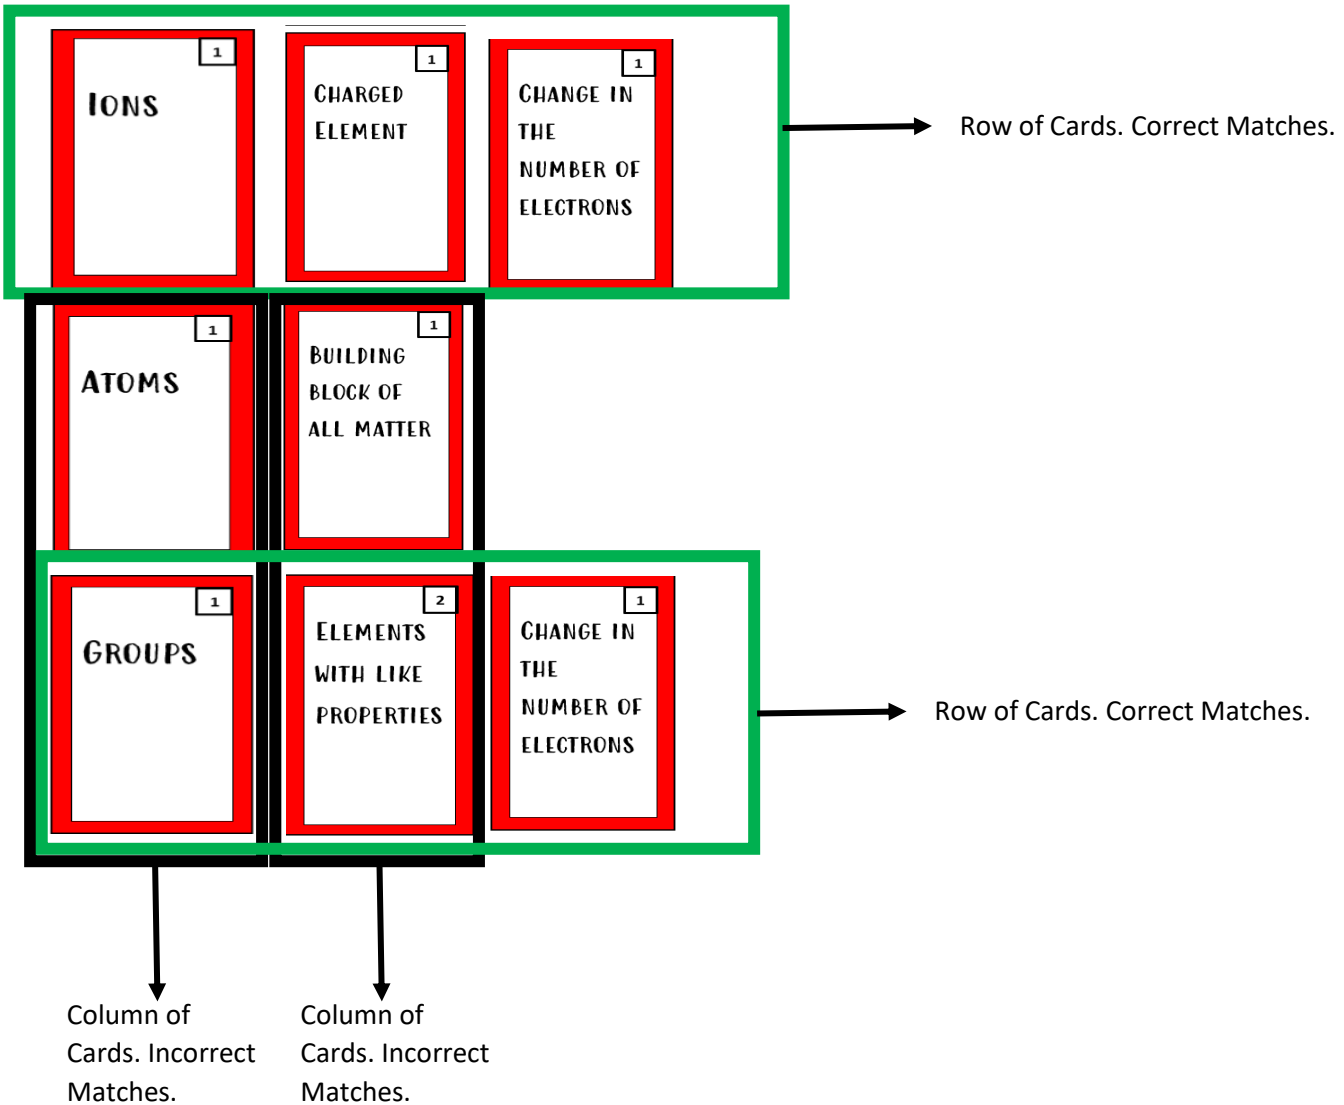 1
IONS
1
CHARGED
ELEMENT
1
CHANGE IN
THE
NUMBER OF
ELECTRONS
Row of Cards. Correct Matches.
1
ATOMS
1
BUILDING
BLOCK OF
ALL MATTER
1
GROUPS
2
ELEMENTS
WITH LIKE
PROPERTIES
1
CHANGE IN
THE
NUMBER OF
ELECTRONS
Row of Cards. Correct Matches.
Column of
Cards. Incorrect
Matches.
Column of
Cards. Incorrect
Matches.